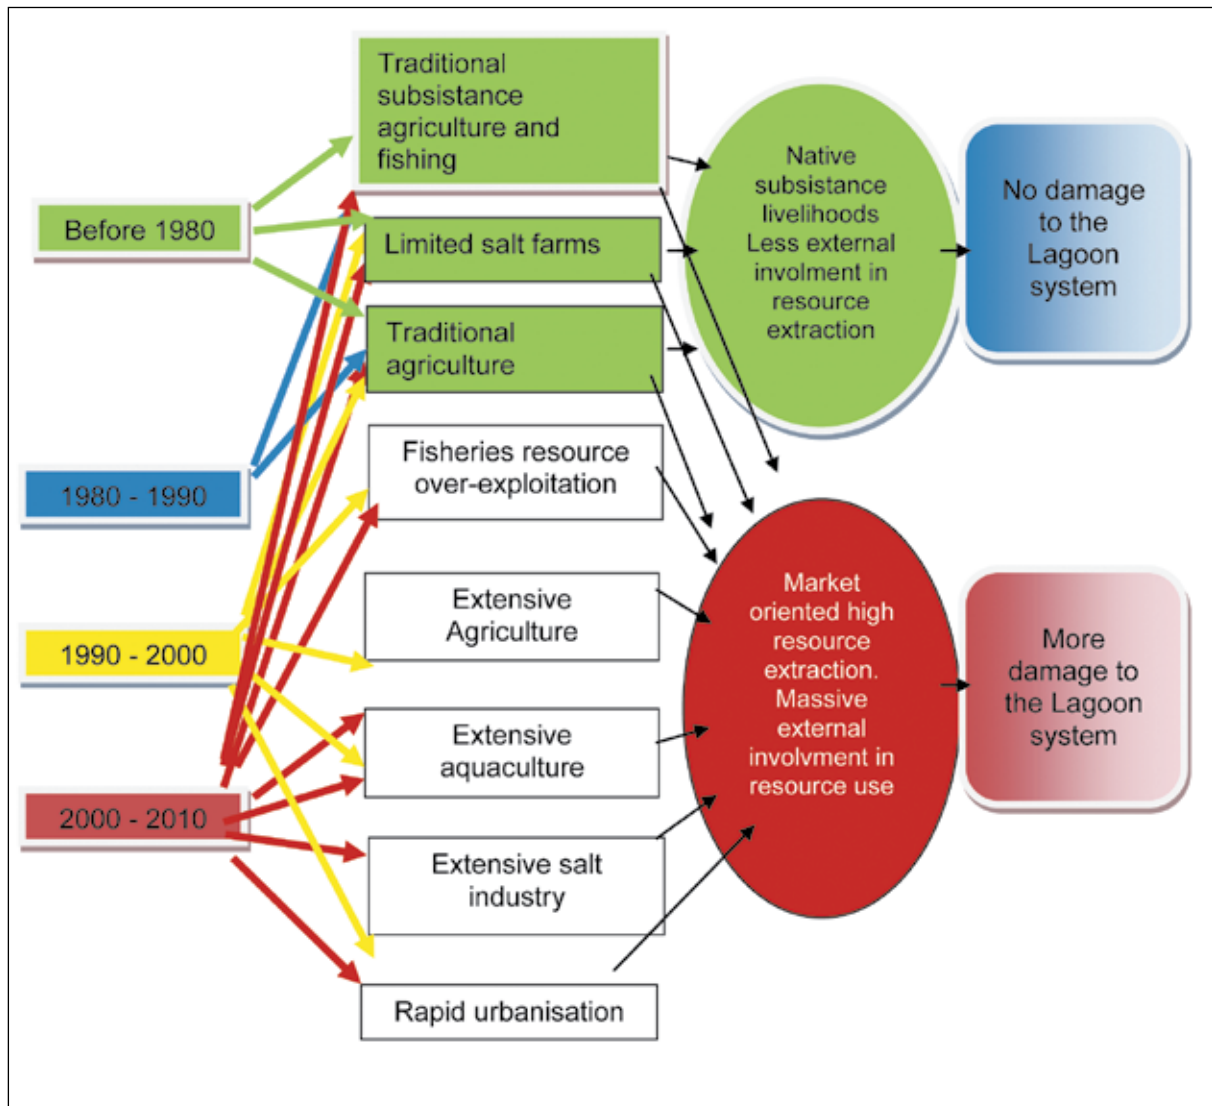 Traditional
subsistance
agriculture and
fishing
Before 1980
Limited salt farms
Traditional
agriculture
1980 - 1990
Fisheries resource
over-exploitation
1990 - 2000
Extensive
Agriculture
Extensive
aquaculture
2000 - 2010
Extensive salt
industry
Rapid urbanisation
Native
subsistance
livelihoods
Less external
involment in
resource
extraction
No damage
to the
Lagoon
system
Market
oriented high
resource
extraction.
Massive
external
involvment in
resource use
More
damage to
the Lagoon
system